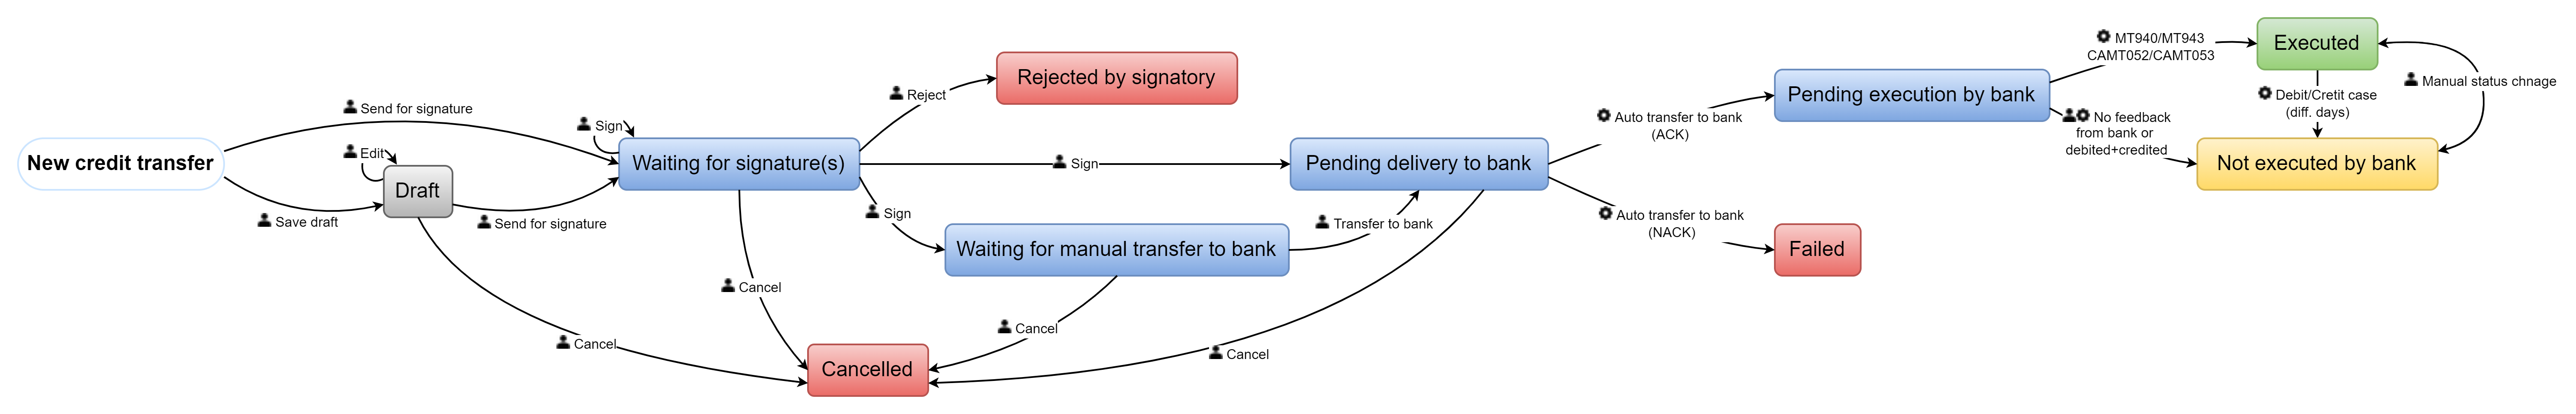 MT940/MT943
CAMT052/CAMT053
Executed
Manual status chnage
Rejected by signatory
Reject
Pending execution by bank
Debit/Cretit case
(diff. days)
Send for signature
Sign
Auto transfer to bank
(ACK)
No feedback
from bank or
debited+credited
New credit transfer
Edit
Waiting for signature(s)
Sign
Pending delivery to bank
Not executed by bank
Draft
Save draft
Send for signature
Sign
Transfer to bank
Auto transfer to bank
(NACK)
Waiting for manual transfer to bank
Failed
Cancel
Cancel
Cancel
Cancel
Cancelled